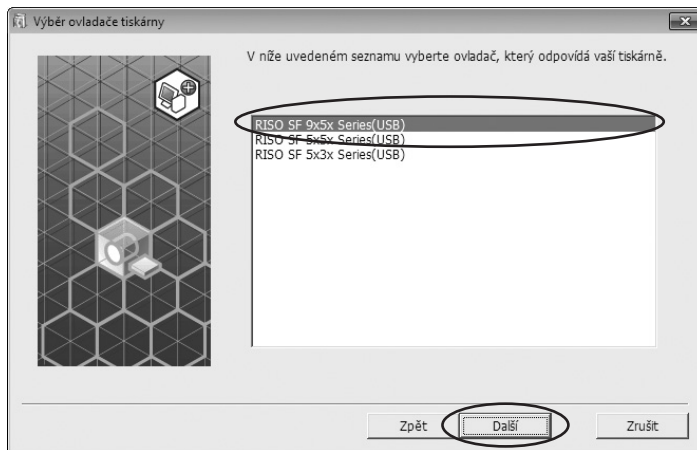 Výběr ovladače tiskárny
V níže uvedeném seznamu vyberte ovladač, který odpovídá vaší tiskárně.
RISO SF 9x5x Series(USB)
RISO SF 5x5x Series(USB)
RISO SF 5x3x Series(USB)
Zpět Další Zrušit